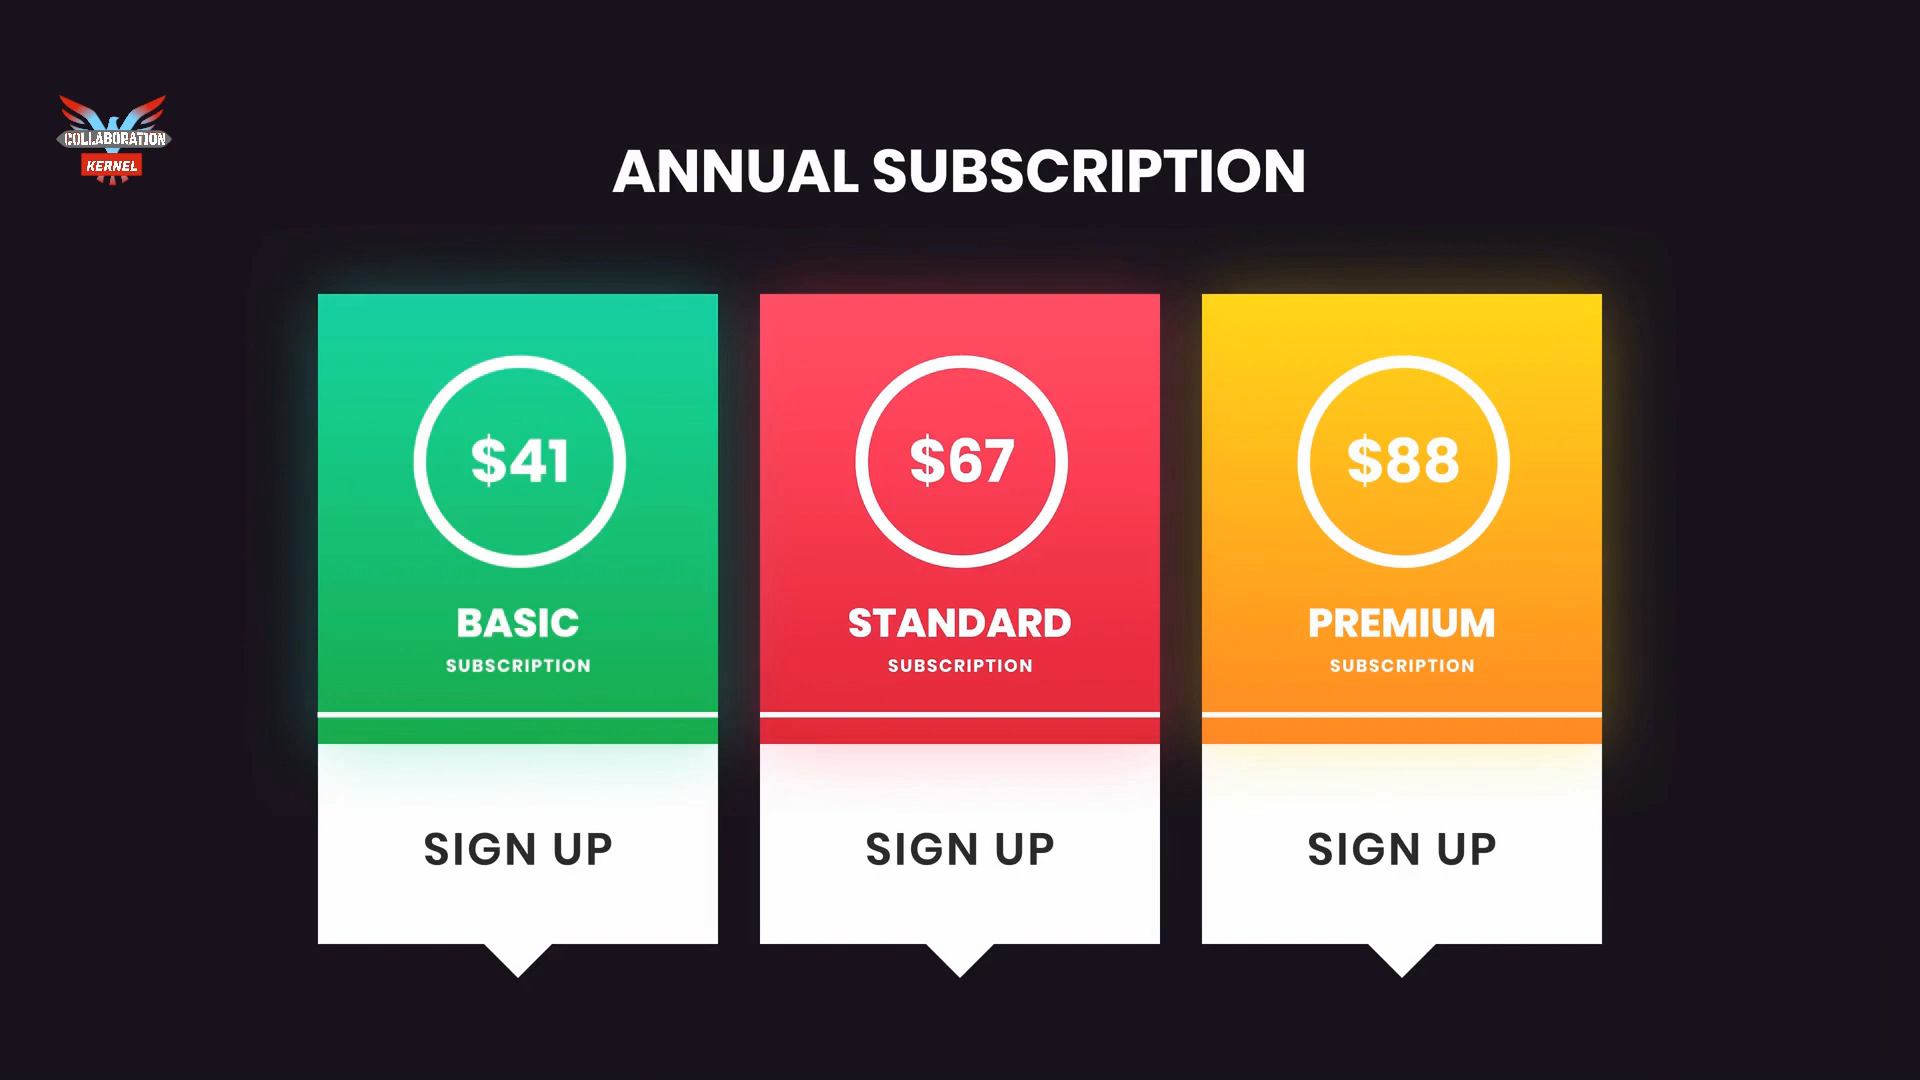 COLLABORATION
KERNEL
ANNUAL SUBSCRIPTION
$41
BASIC
SUBSCRIPTION
SIGN UP
$67
STANDARD
SUBSCRIPTION
SIGN UP
$88
PREMIUM
SUBSCRIPTION
SIGN UP